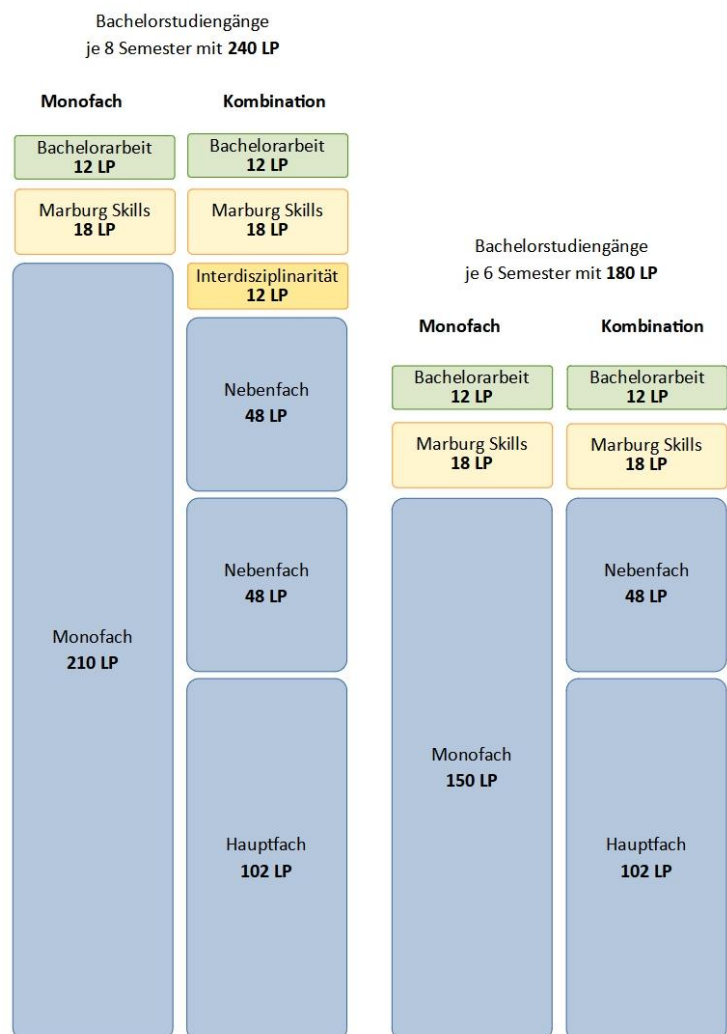 Bachelorstudiengänge
je 8 Semester mit 240 LP
Monofach
Kombination
Bachelorarbeit
12 LP
Marburg Skills
18 LP
Monofach
210 LP
Bachelorarbeit
12 LP
Marburg Skills
18 LP
Interdisziplinarität
12 LP
Nebenfach
48 LP
Nebenfach
48 LP
Hauptfach
102 LP
Bachelorstudiengänge
je 6 Semester mit 180 LP
Monofach
Kombination
Bachelorarbeit
12 LP
Marburg Skills
18 LP
Monofach
150 LP
Bachelorarbeit
12 LP
Marburg Skills
18 LP
Nebenfach
48 LP
Hauptfach
102 LP